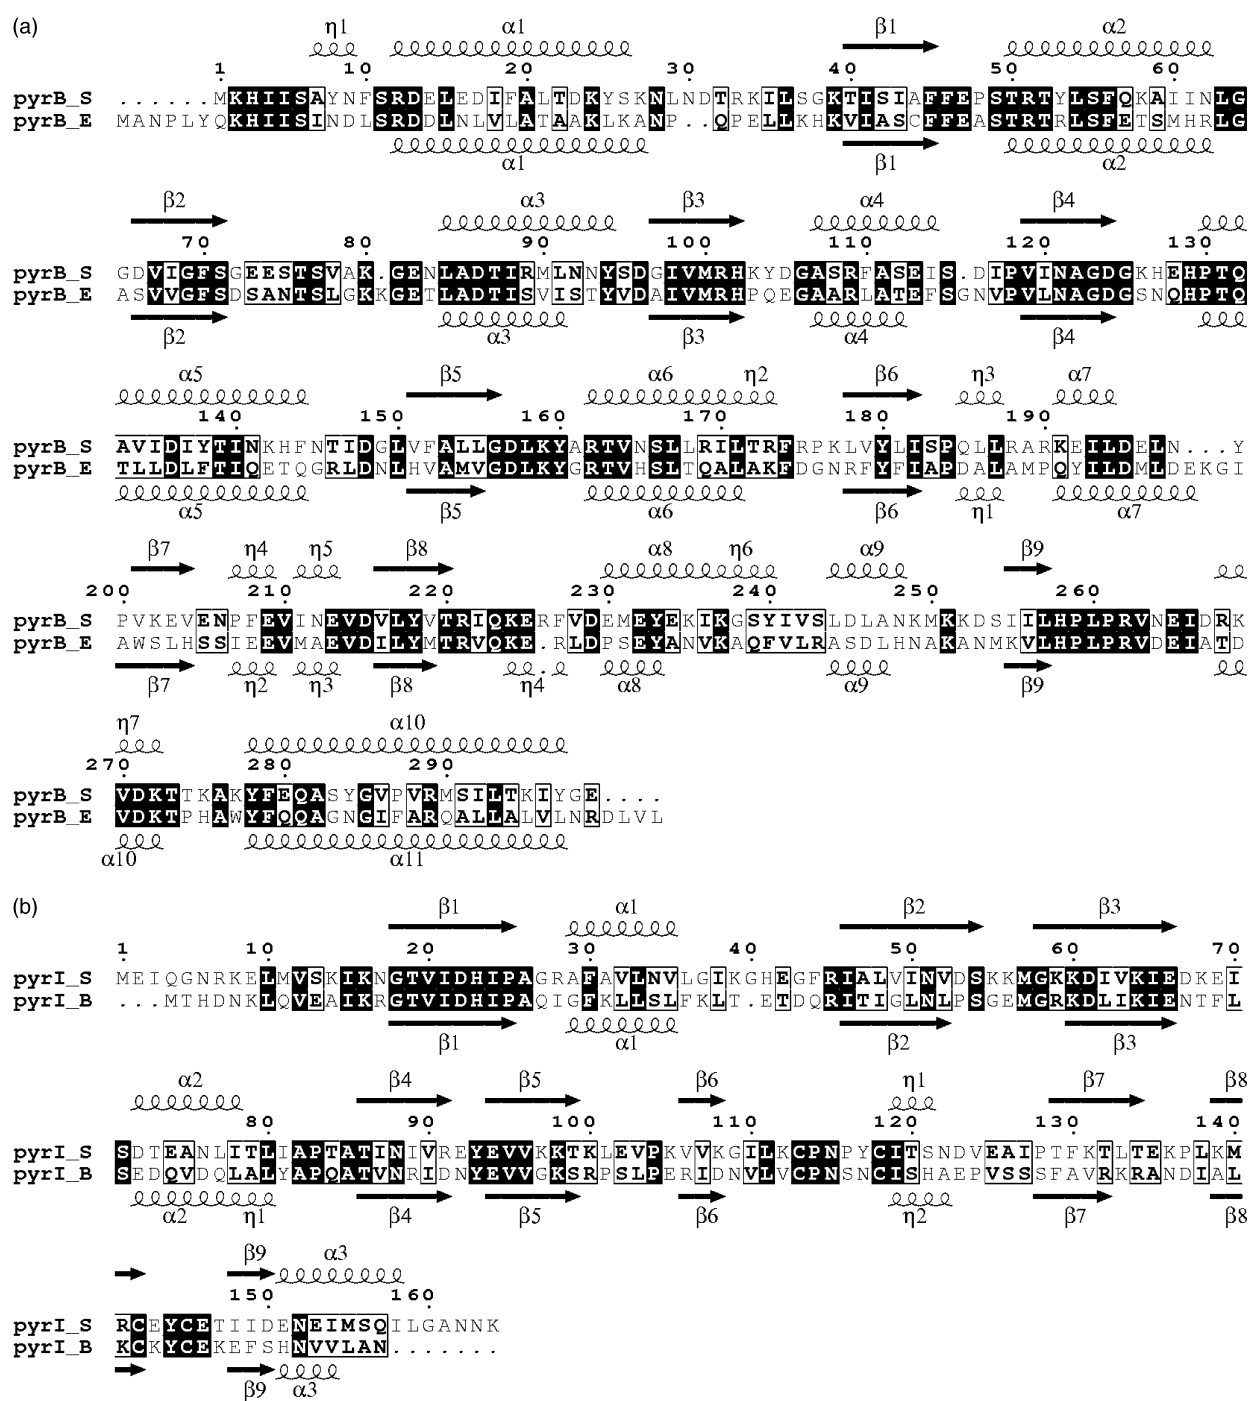 (a)
η1 α1 β1 α2
1 10 20 30 40 50 60
pyrB_S ......MKHIISAYNFSRDELEDIFALTDKYSKNLNDTRKILSGKTISIAFFEPSTRTYLSFQKAIINLG
pyrB_E MANPLYQKHIISINDLSRDDLNLVLATAAKLKANP..QPELLKHKVIASCFFEASTRTRLSFETSMHRLG
α1 β1 α2
β2 α3 β3 α4 β4
70 80 90 100 110 120 130
pyrB_S GDVIGFSGEESTSVAK.GENLADTIRMLNNYSDGIVMRHKYDGASRFASEIS.DIPVINAGDGKHEHPTQ
pyrB_E ASVVGFSDSANTSLGKKGETLADTISVISTYVDAIVMRHPQEGAARLATEFSGNVPVLNAGDGSNQHPTQ
β2 α3 β3 α4 β4
α5 β5 α6 η2 β6 η3 α7
140 150 160 170 180 190
pyrB_S AVIDIYTINKHFNTIDGLVFALLGDLKYARTVNSLLRILTRFRPKLVYLISPQLLRARKEILDELN...Y
pyrB_E TLLDLFTIQETQGRLDNLHVAMVGDLKYGRTVHSLTQALAKFDGNRFYFIAPDALAMPQYILDMLDEKGI
α5 β5 α6 β6 η1 α7
β7 η4 η5 β8 α8 η6 α9 β9
200 210 220 230 240 250 260
pyrB_S PVKEVENPFEVINEVDVLYVTRIQKERFVDEMEYEKIKGSYIVSLDLANKMKKDSIILHPLPRVNEIDRK
pyrB_E AWSLHSSIEEVMAEVDILYMTRVQKE.RLDPSEYANVKAQFVLRASDLHNAKANMKVLHPLPRVDEIATD
β7 η2 η3 β8 η4 α8 α9 β9
η7 α10
270 280 290
pyrB_S VDKTTKAKYFEQASYGVPVRMSILTKIYGE....
pyrB_E VDKTPHAWYFQQAGNGIFARQALLALVLNRDLVL
α10 α11
(b)
β1 α1 β2 β3
1 10 20 30 40 50 60 70
pyrI_S MEIQGNRKELMVSKIKNGTVIDHIPAGRAFAVLNVLGIKGHEGFRIALVINVDSKKMGKKDIVKIEDKEI
pyrI_B ...MTHDNKLQVEAIKRGTVIDHIPAQIGFKLLSLFKLT.ETDQRITIGLNLPSGEMGRKDLIKIENTFL
β1 α1 β2 β3
α2 β4 β5 β6 η1 β7 β8
80 90 100 110 120 130 140
pyrI_S SDTEANLITLIAPTATINIVREYEVVKKTKLEVPKVVKGILKCPNPYCITSNDVEAIPTFKTLTEKPLKM
pyrI_B SEDQVDQLALYAPQATVNRIDNYEVVGKSRPSLPERIDNVLVCPNSNCISHAEPVSSSFAVRKRANDIAL
α2 η1 β4 β5 β6 η2 β7 β8
β9 α3
150 160
pyrI_S RCEYCETIIDENEIMSQILGANNK
pyrI_B KCKYCEKEFSHNVVLAN.......
β9 α3